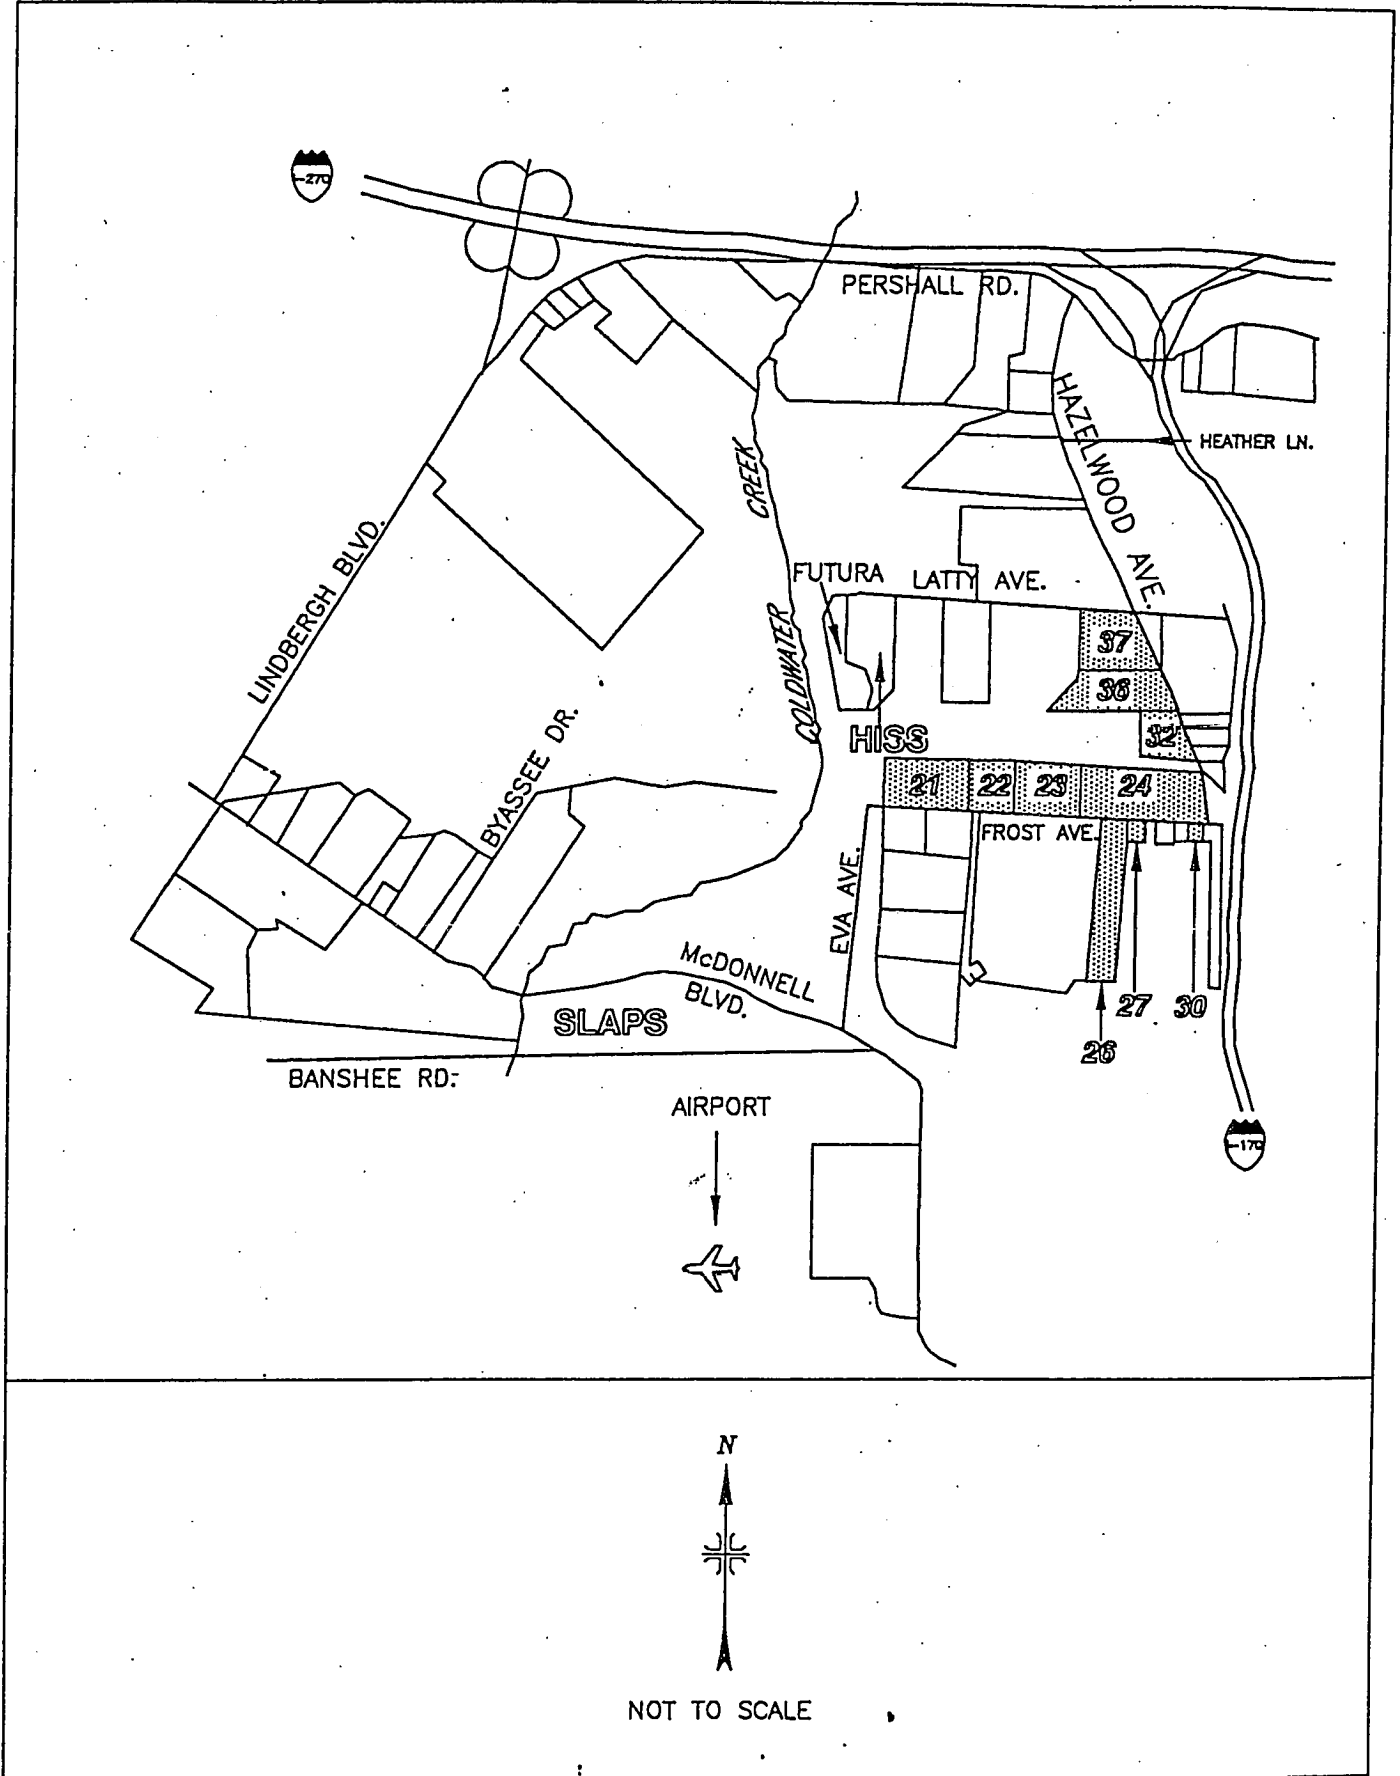 I-270
PERSHALL RD.
HAZELWOOD AVE.
HEATHER LN.
LINDBERGH BLVD.
COLDWATER CREEK
FUTURA
LATTY AVE.
37
36
32
HISS
BYASSEE DR.
21
22
23
24
FROST AVE.
EVA AVE.
McDONNELL
BLVD.
SLAPS
27
30
26
BANSHEE RD.
AIRPORT
I-170
N
NOT TO SCALE